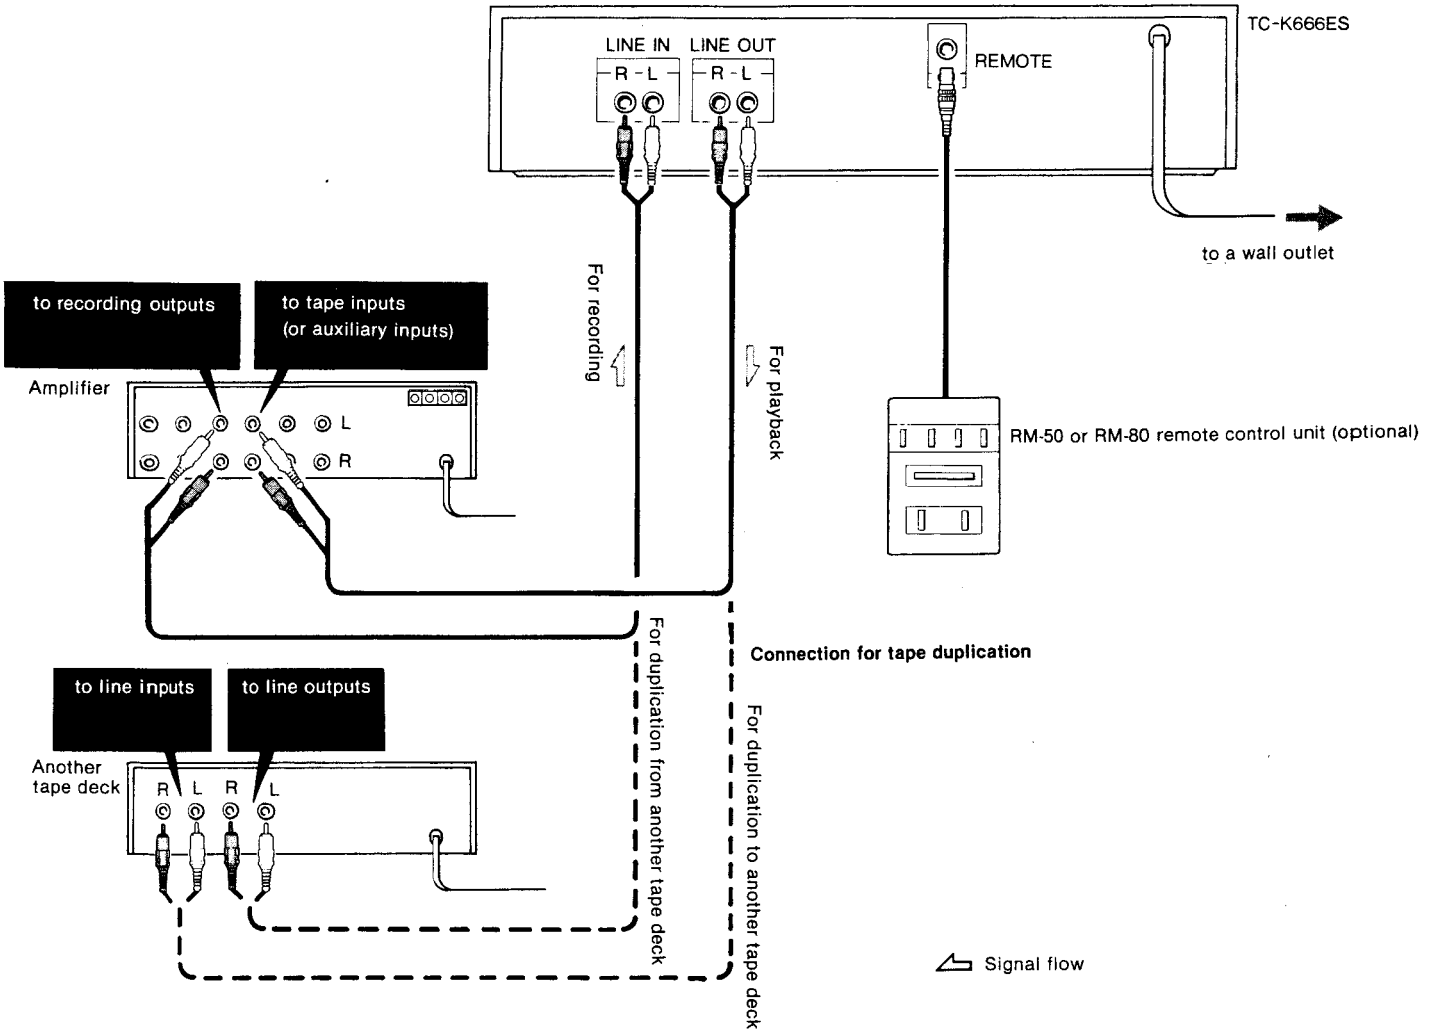 TC-K666ES
LINE IN
LINE OUT
R - L
R - L
REMOTE
to a wall outlet
For recording
For playback
to recording outputs
to tape inputs
(or auxiliary inputs)
Amplifier
L
R
RM-50 or RM-80 remote control unit (optional)
Connection for tape duplication
For duplication from another tape deck
For duplication to another tape deck
to line inputs
to line outputs
Another
tape deck
R L R L
Signal flow